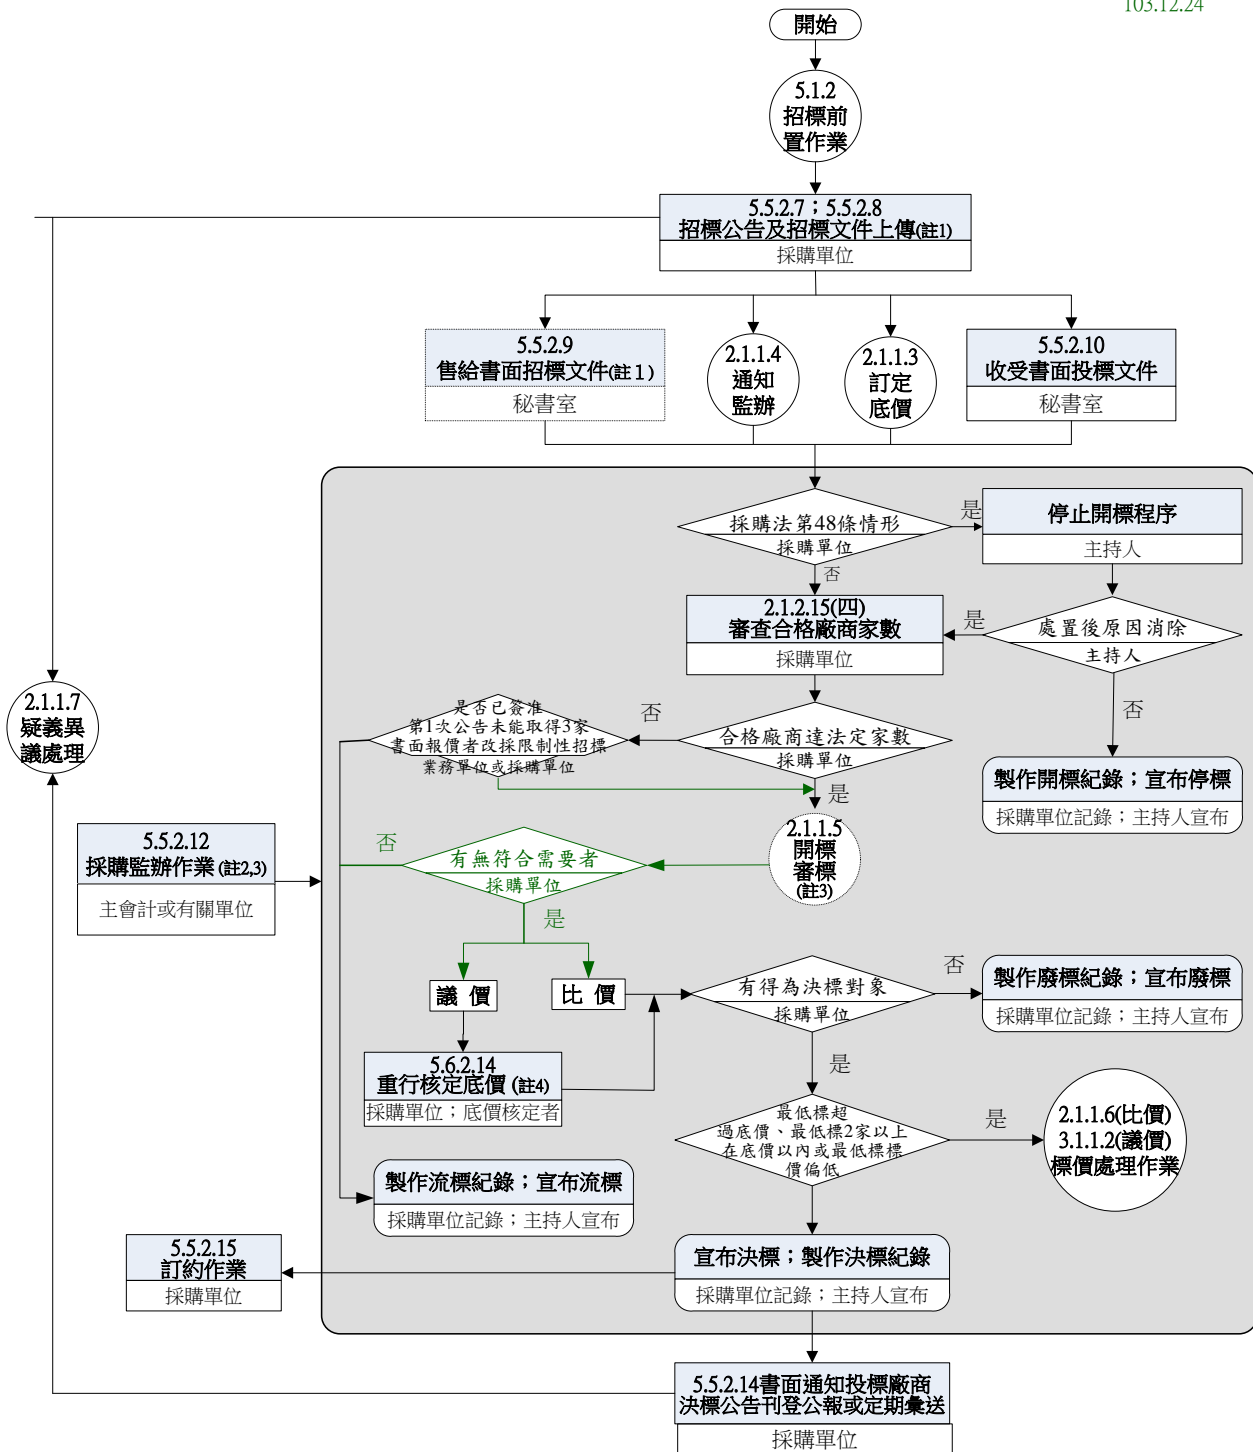 103.12.24
開始
5.1.2
招標前
置作業
5.5.2.7；5.5.2.8
招標公告及招標文件上傳(註1)
採購單位
5.5.2.9
售給書面招標文件(註1)
秘書室
2.1.1.4
通知
監辦
2.1.1.3
訂定
底價
5.5.2.10
收受書面投標文件
秘書室
採購法第48條情形
採購單位
是
停止開標程序
主持人
否
2.1.2.15(四)
審查合格廠商家數
採購單位
是
處置後原因消除
主持人
2.1.1.7
疑義異
議處理
是否已簽准
第1次公告未能取得3家
書面報價者改採限制性招標
業務單位或採購單位
否
合格廠商達法定家數
採購單位
否
製作開標紀錄；宣布停標
採購單位記錄；主持人宣布
是
5.5.2.12
採購監辦作業(註2,3)
主會計或有關單位
否
有無符合需要者
採購單位
2.1.1.5
開標
審標
(註3)
是
議價
比價
有得為決標對象
採購單位
否
製作廢標紀錄；宣布廢標
採購單位記錄；主持人宣布
5.6.2.14
重行核定底價(註4)
採購單位；底價核定者
是
最低標超
過底價、最低標2家以上
在底價以內或最低標標
價偏低
是
2.1.1.6(比價)
3.1.1.2(議價)
標價處理作業
製作流標紀錄；宣布流標
採購單位記錄；主持人宣布
5.5.2.15
訂約作業
採購單位
宣布決標；製作決標紀錄
採購單位記錄；主持人宣布
5.5.2.14書面通知投標廠商
決標公告刊登公報或定期彙送
採購單位